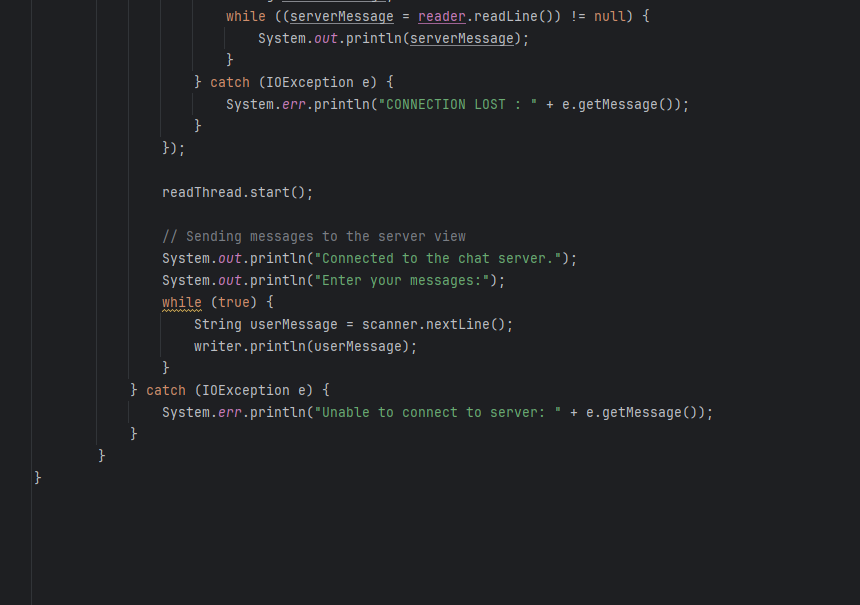 while ((serverMessage = reader.readLine()) != null) {
System.out.println(serverMessage);
}
} catch (IOException e) {
System.err.println("CONNECTION LOST : " + e.getMessage());
}
});
readThread.start();
// Sending messages to the server view
System.out.println("Connected to the chat server.");
System.out.println("Enter your messages:");
while (true) {
String userMessage = scanner.nextLine();
writer.println(userMessage);
}
} catch (IOException e) {
System.err.println("Unable to connect to server: " + e.getMessage());
}
}
}